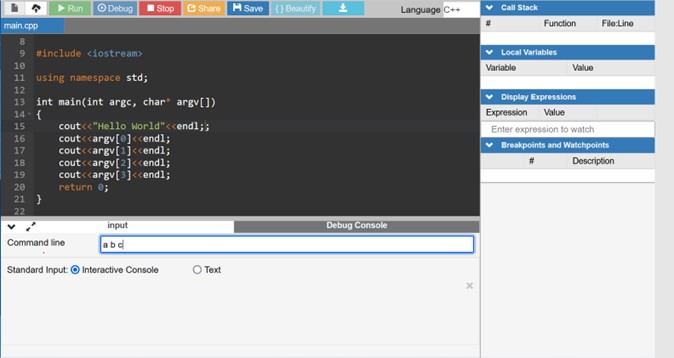 Run Debug Stop Share Save {} Beautify Language C++
main.cpp
8
9 #include <iostream>
10
11 using namespace std;
12
13 int main(int argc, char* argv[])
14 {
15 cout<<"Hello World"<<endl;;
16 cout<<argv[0]<<endl;
17 cout<<argv[1]<<endl;
18 cout<<argv[2]<<endl;
19 cout<<argv[3]<<endl;
20 return 0;
21 }
22
input Debug Console
Command line a b c
Standard Input: Interactive Console Text
Call Stack
# Function File:Line
Local Variables
Variable Value
Display Expressions
Expression Value
Enter expression to watch
Breakpoints and Watchpoints
# Description